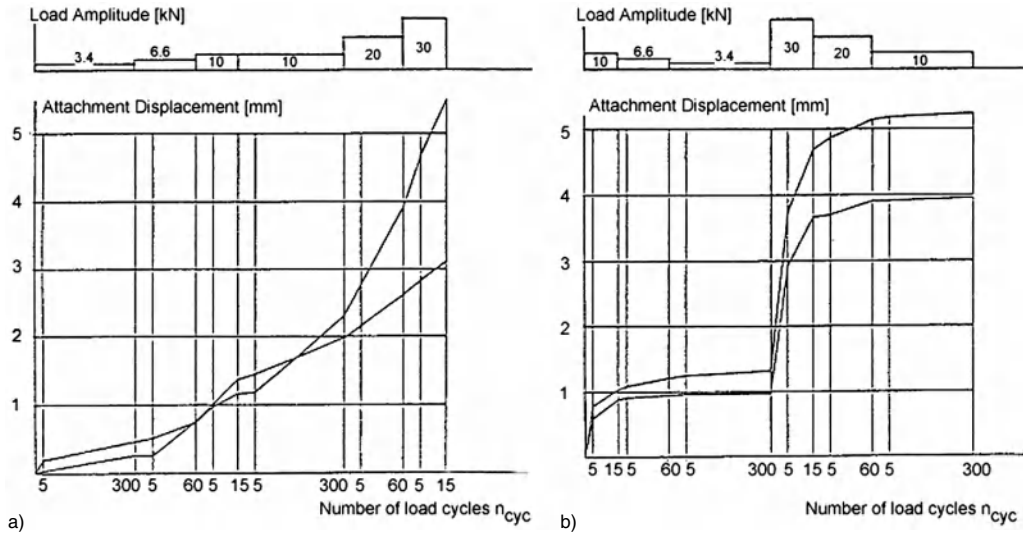 Load Amplitude [kN]
3.4
6.6
10
10
20
30
Attachment Displacement [mm]
5
4
3
2
1
5 300 5 60 5 15 5 300 5 60 5 15
Number of load cycles ncyc
a)
Load Amplitude [kN]
10
6.6
3.4
30
20
10
Attachment Displacement [mm]
5
4
3
2
1
5 15 5 60 5 300 5 15 5 60 5 300
Number of load cycles ncyc
b)